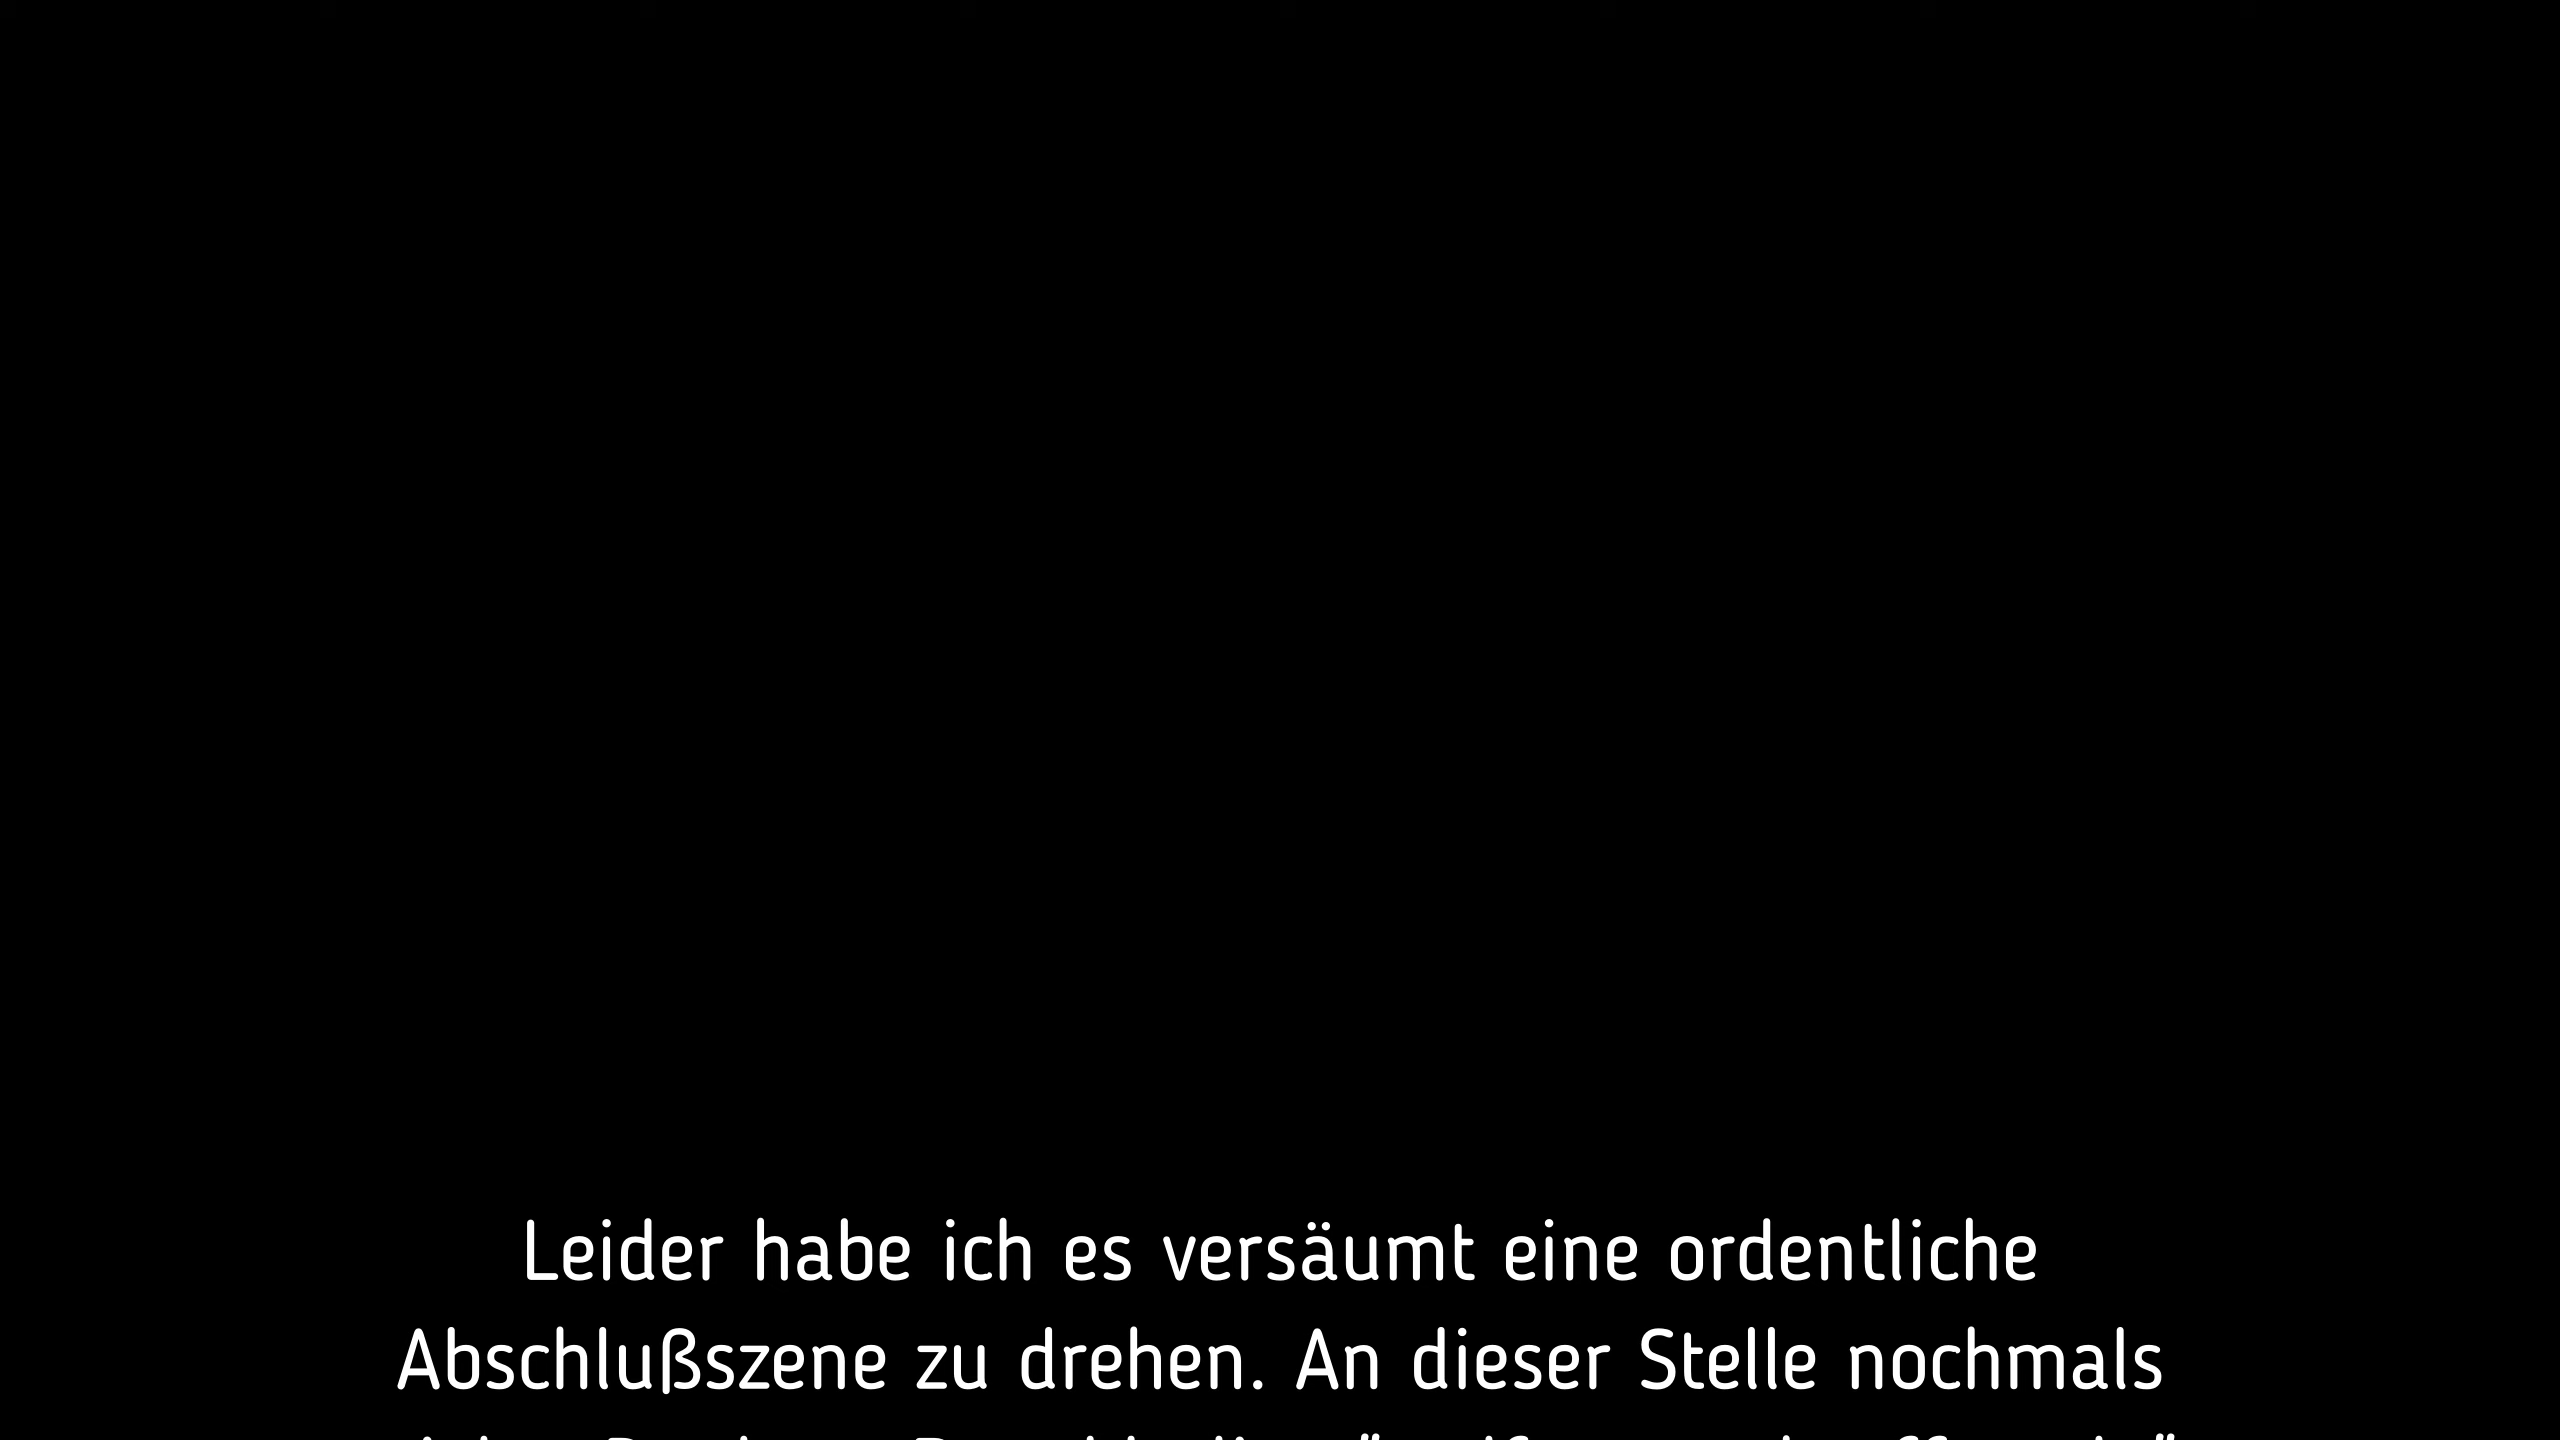 Leider habe ich es versäumt eine ordentliche
Abschlußszene zu drehen. An dieser Stelle nochmals